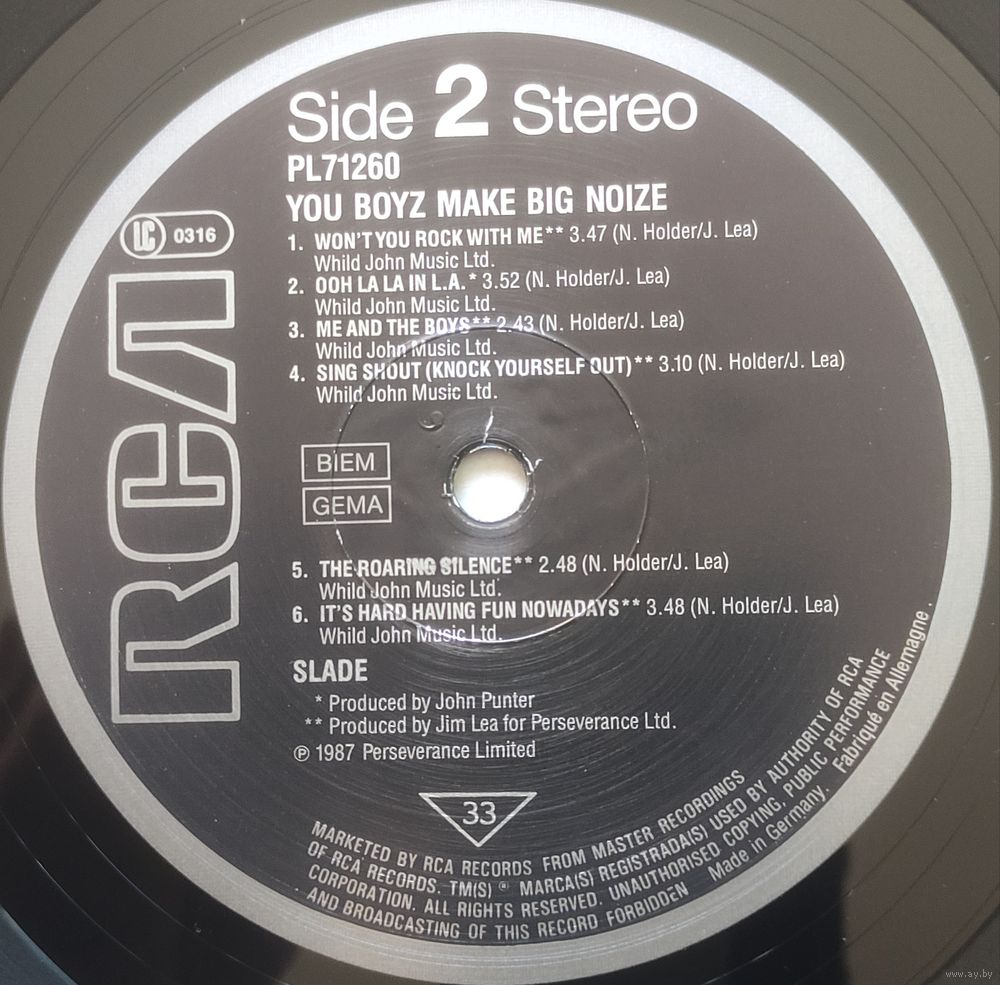 Side 2 Stereo
PL71260
YOU BOYZ MAKE BIG NOIZE
LC 0316
1. WON'T YOU ROCK WITH ME** 3.47 (N. Holder/J. Lea)
Whild John Music Ltd.
2. OOH LA LA IN L.A.* 3.52 (N. Holder/J. Lea)
Whild John Music Ltd.
3. ME AND THE BOYS** 2.43 (N. Holder/J. Lea)
Whild John Music Ltd.
4. SING SHOUT (KNOCK YOURSELF OUT)** 3.10 (N. Holder/J. Lea)
Whild John Music Ltd.
RCA
BIEM
GEMA
5. THE ROARING SILENCE** 2.48 (N. Holder/J. Lea)
Whild John Music Ltd.
6. IT'S HARD HAVING FUN NOWADAYS** 3.48 (N. Holder/J. Lea)
Whild John Music Ltd.
SLADE
* Produced by John Punter
** Produced by Jim Lea for Perseverance Ltd.
℗ 1987 Perseverance Limited
33
MARKETED BY RCA RECORDS FROM MASTER RECORDINGS
OF RCA RECORDS. TM(S) ® MARCA(S) REGISTRADA(S) USED BY AUTHORITY OF RCA
CORPORATION. ALL RIGHTS RESERVED. UNAUTHORISED COPYING, PUBLIC PERFORMANCE
AND BROADCASTING OF THIS RECORD FORBIDDEN Made in Germany. Fabriqué en Allemagne.
www.ay.by